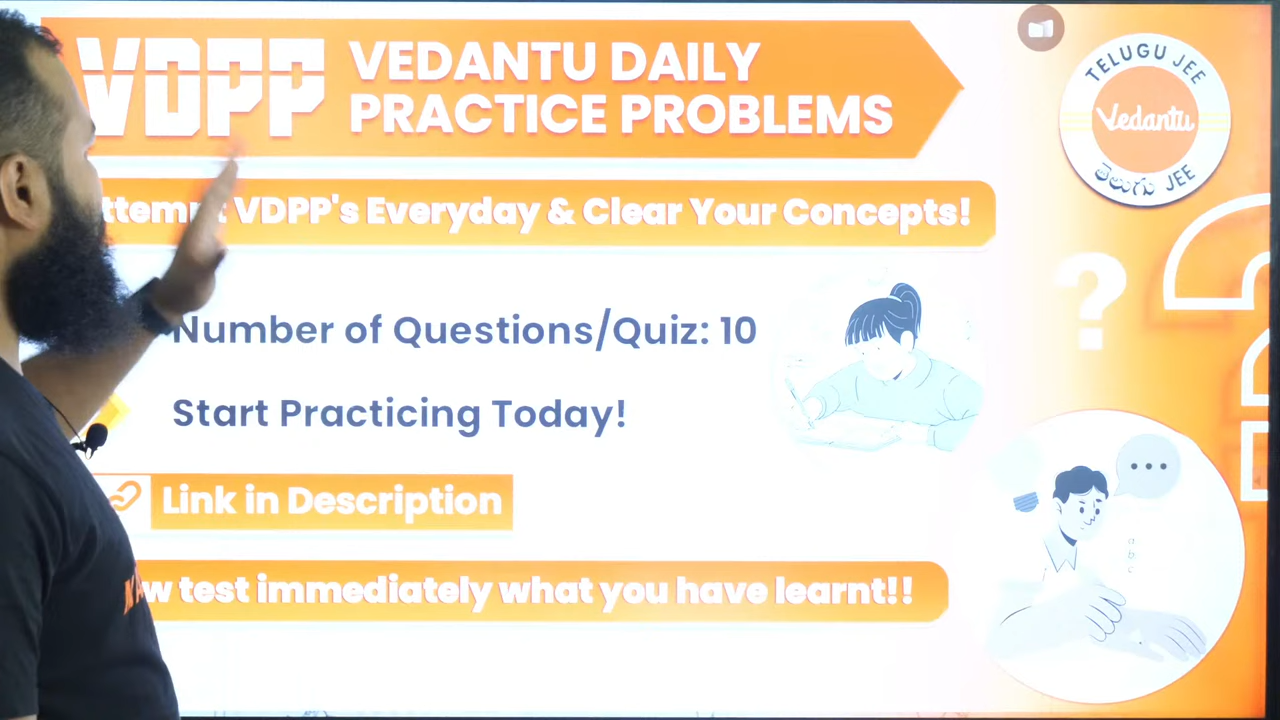 VDPP
VEDANTU DAILY
PRACTICE PROBLEMS
TELUGU JEE
Vedantu
తెలుగు JEE
VDPP's Everyday & Clear Your Concepts!
?
Number of Questions/Quiz: 10
Start Practicing Today!
Link in Description
test immediately what you have learnt!!
a
b
c